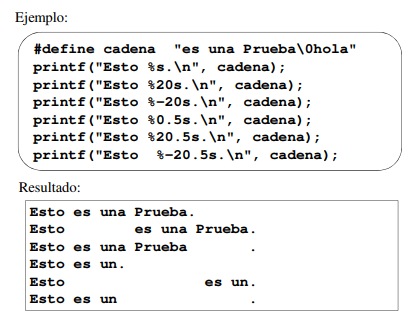 Ejemplo:
#define cadena  "es una Prueba\0hola"
printf("Esto %s.\n", cadena);
printf("Esto %20s.\n", cadena);
printf("Esto %-20s.\n", cadena);
printf("Esto %0.5s.\n", cadena);
printf("Esto %20.5s.\n", cadena);
printf("Esto  %-20.5s.\n", cadena);
Resultado:
Esto es una Prueba.
Esto        es una Prueba.
Esto es una Prueba       .
Esto es un.
Esto                es un.
Esto es un               .